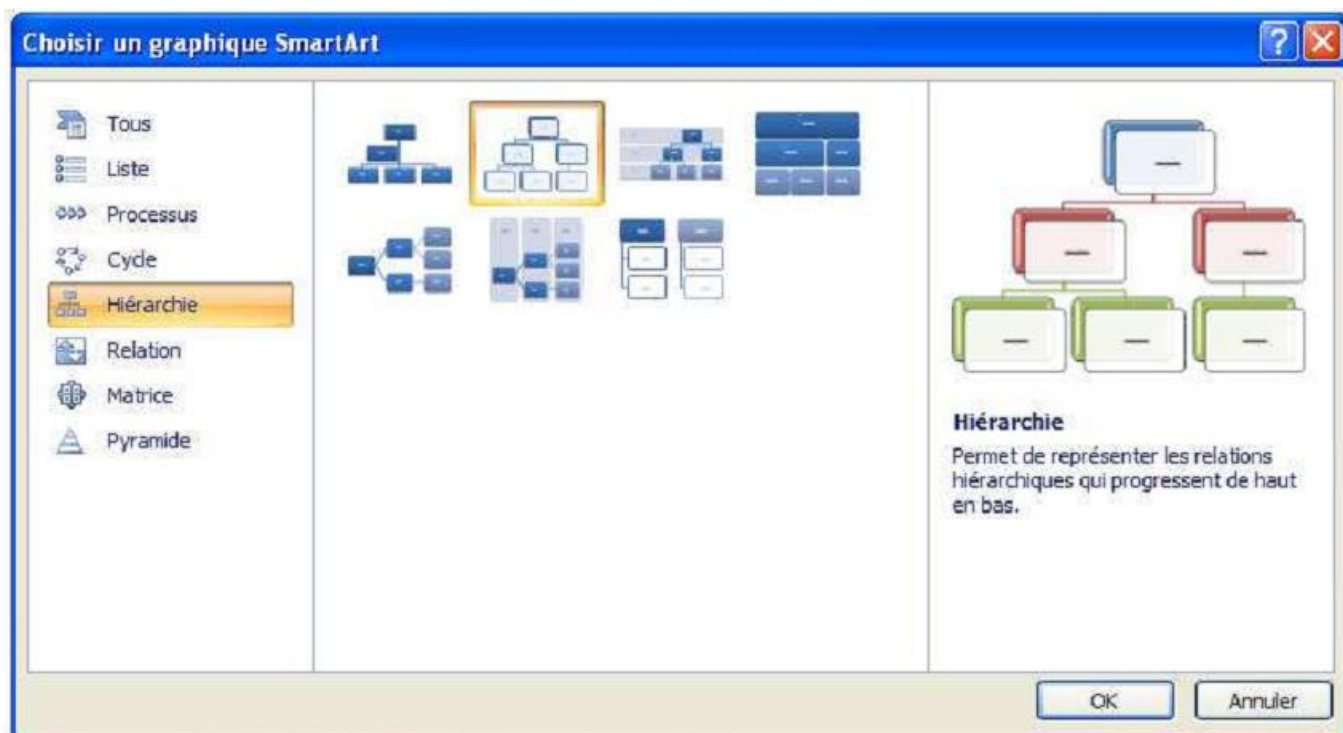 Choisir un graphique SmartArt
Tous
Liste
Processus
Cycle
Hiérarchie
Relation
Matrice
Pyramide
Hiérarchie
Permet de représenter les relations
hiérarchiques qui progressent de haut
en bas.
OK
Annuler